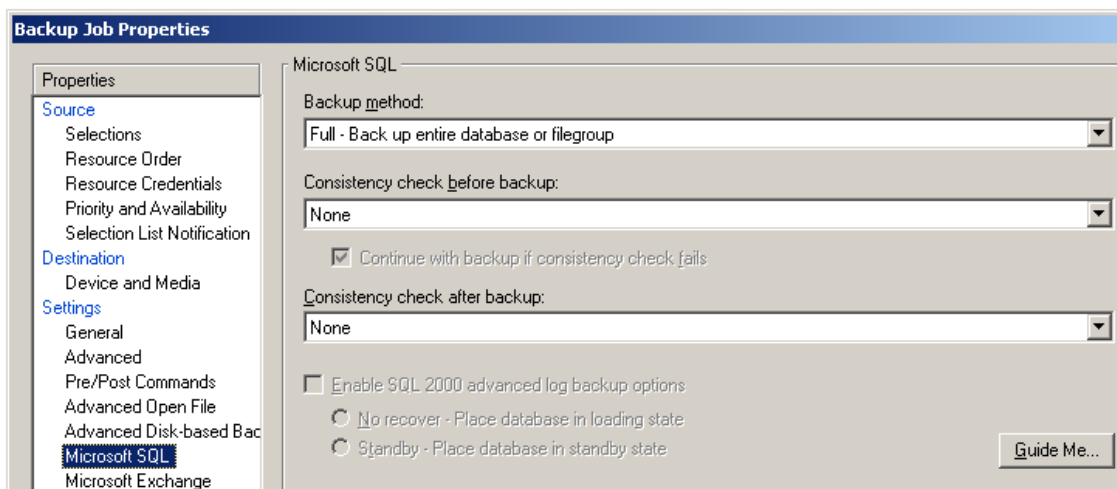 Backup Job Properties
Properties
Source
Selections
Resource Order
Resource Credentials
Priority and Availability
Selection List Notification
Destination
Device and Media
Settings
General
Advanced
Pre/Post Commands
Advanced Open File
Advanced Disk-based Bac
Microsoft SQL
Microsoft Exchange
Microsoft SQL
Backup method:
Full - Back up entire database or filegroup
Consistency check before backup:
None
Continue with backup if consistency check fails
Consistency check after backup:
None
Enable SQL 2000 advanced log backup options
No recover - Place database in loading state
Standby - Place database in standby state
Guide Me...